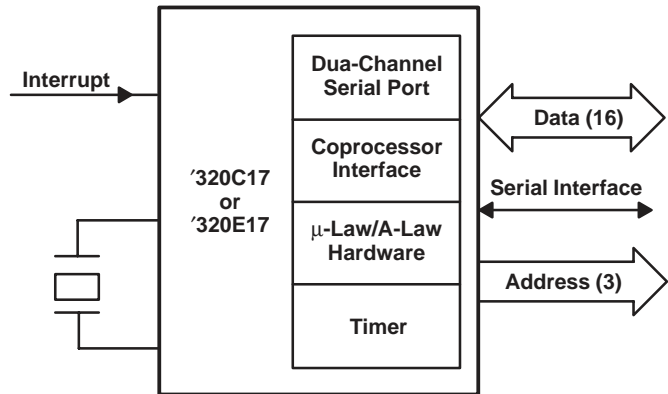 Interrupt
′320C17
or
′320E17
Dua-Channel
Serial Port
Coprocessor
Interface
μ-Law/A-Law
Hardware
Timer
Data (16)
Serial Interface
Address (3)